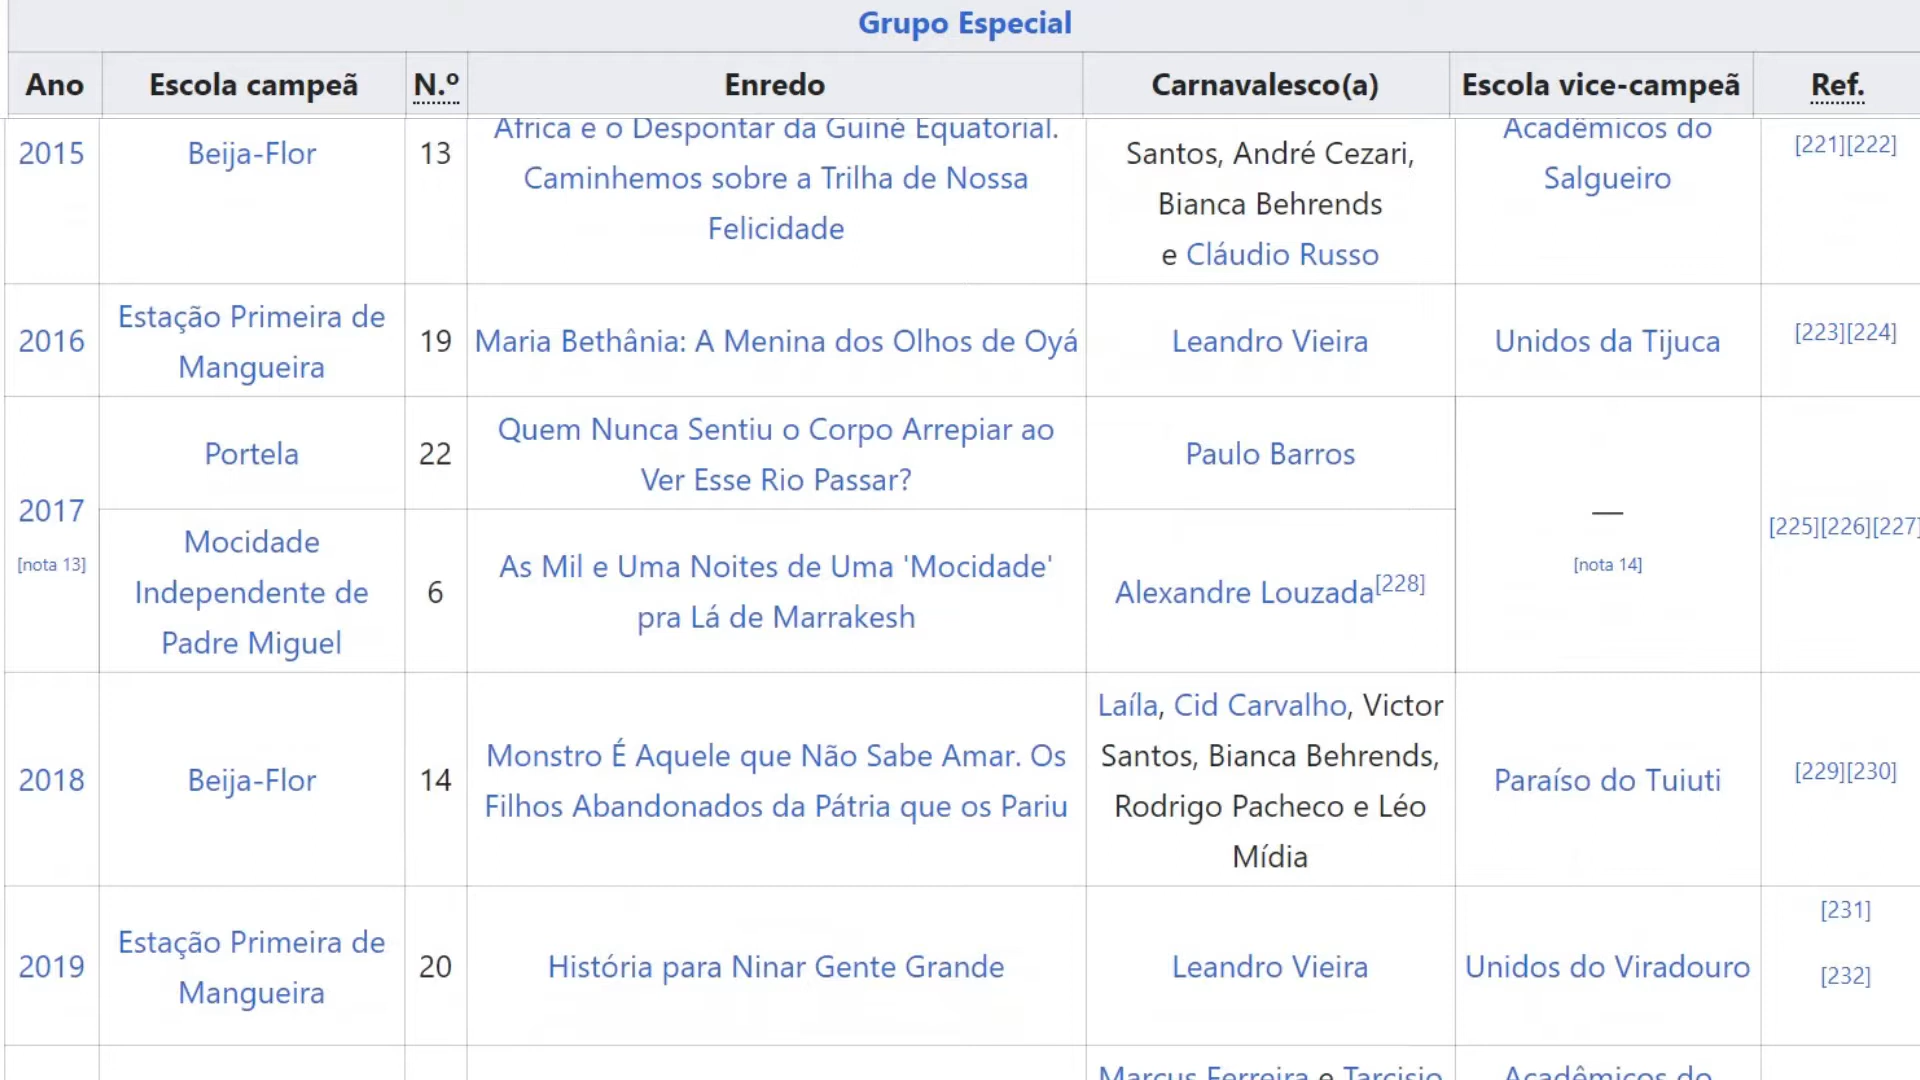 Grupo Especial
Ano Escola campeã N.º Enredo Carnavalesco(a) Escola vice-campeã Ref.
2015 Beija-Flor 13 África e o Despontar da Guiné Equatorial. Santos, André Cezari, Acadêmicos do [221][222]
Caminhemos sobre a Trilha de Nossa Bianca Behrends Salgueiro
Felicidade e Cláudio Russo
2016 Estação Primeira de 19 Maria Bethânia: A Menina dos Olhos de Oyá Leandro Vieira Unidos da Tijuca [223][224]
Mangueira
2017 Portela 22 Quem Nunca Sentiu o Corpo Arrepiar ao Paulo Barros — [225][226][227]
[nota 13] Ver Esse Rio Passar? [nota 14]
Mocidade 6 As Mil e Uma Noites de Uma 'Mocidade' Alexandre Louzada[228]
Independente de pra Lá de Marrakesh
Padre Miguel
2018 Beija-Flor 14 Monstro É Aquele que Não Sabe Amar. Os Laíla, Cid Carvalho, Victor Paraíso do Tuiuti [229][230]
Filhos Abandonados da Pátria que os Pariu Santos, Bianca Behrends,
Rodrigo Pacheco e Léo
Mídia
2019 Estação Primeira de 20 História para Ninar Gente Grande Leandro Vieira Unidos do Viradouro [231]
Mangueira [232]
Marcus Ferreira e Tarcisio Acadêmicos do